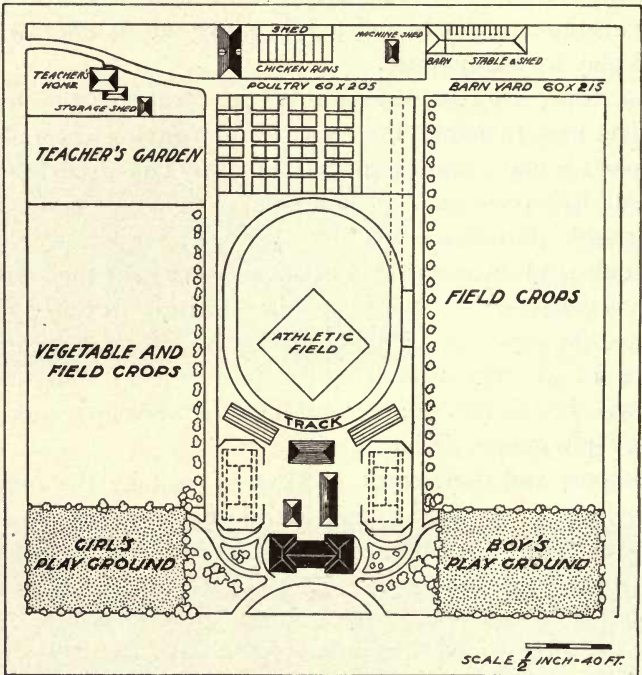 SHED
MACHINE SHED
CHICKEN RUNS
BARN
STABLE & SHED
TEACHER'S
HOME
POULTRY 60 X 205
BARN YARD 60 X 215
STORAGE SHED
TEACHER'S GARDEN
FIELD CROPS
ATHLETIC
FIELD
VEGETABLE AND
FIELD CROPS
TRACK
GIRL'S
PLAY GROUND
BOY'S
PLAY GROUND
SCALE 1/2 INCH=40 FT.